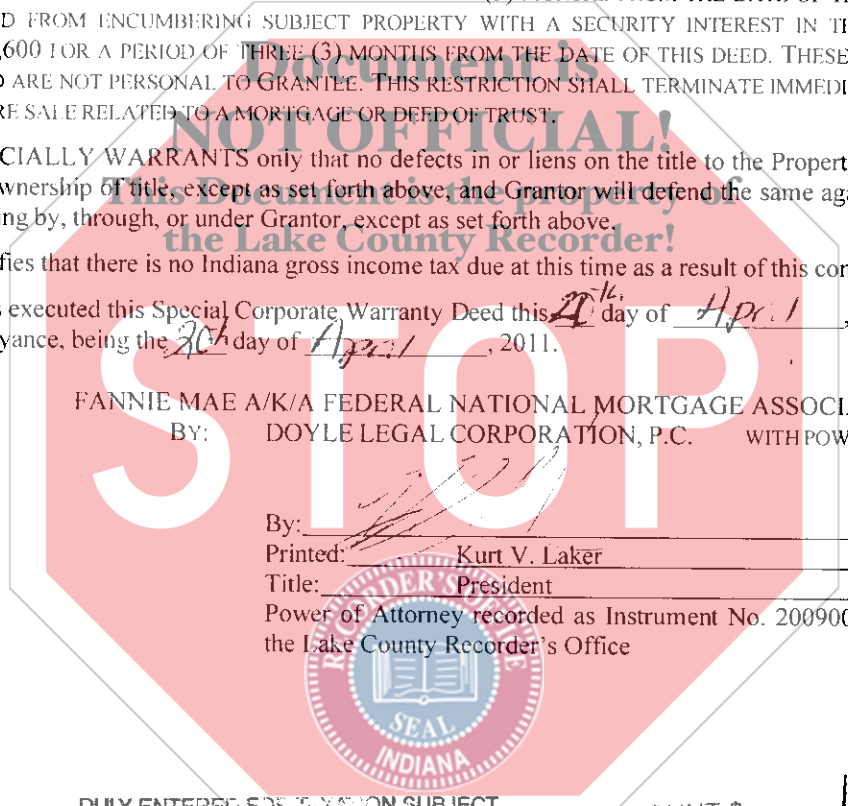 D FROM ENCUMBERING SUBJECT PROPERTY WITH A SECURITY INTEREST IN
,600 FOR A PERIOD OF THREE (3) MONTHS FROM THE DATE OF THIS DEED. THESE
ARE NOT PERSONAL TO GRANTEE. THIS RESTRICTION SHALL TERMINATE
RE SALE RELATED TO A MORTGAGE OR DEED OF TRUST.
Document is
NOT OFFICIAL!
This Document is the property of
the Lake County Recorder!
CIALLY WARRANTS only that no defects in or liens on the title to the
wnership of title, except as set forth above, and Grantor will defend the same
ing by, through, or under Grantor, except as set forth above.
fies that there is no Indiana gross income tax due at this time as a result of this
executed this Special Corporate Warranty Deed this day of April,
yance, being the 20th day of April, 2011.
STOP
FANNIE MAE A/K/A FEDERAL NATIONAL MORTGAGE
BY: DOYLE LEGAL CORPORATION, P.C. WITH
By:
Printed: Kurt V. Laker
Title: President
Power of Attorney recorded as Instrument No. 200900
the Lake County Recorder's Office
RECORDER'S OFFICE
SEAL
INDIANA
DULY ENTERED FOR TAXATION SUBJECT